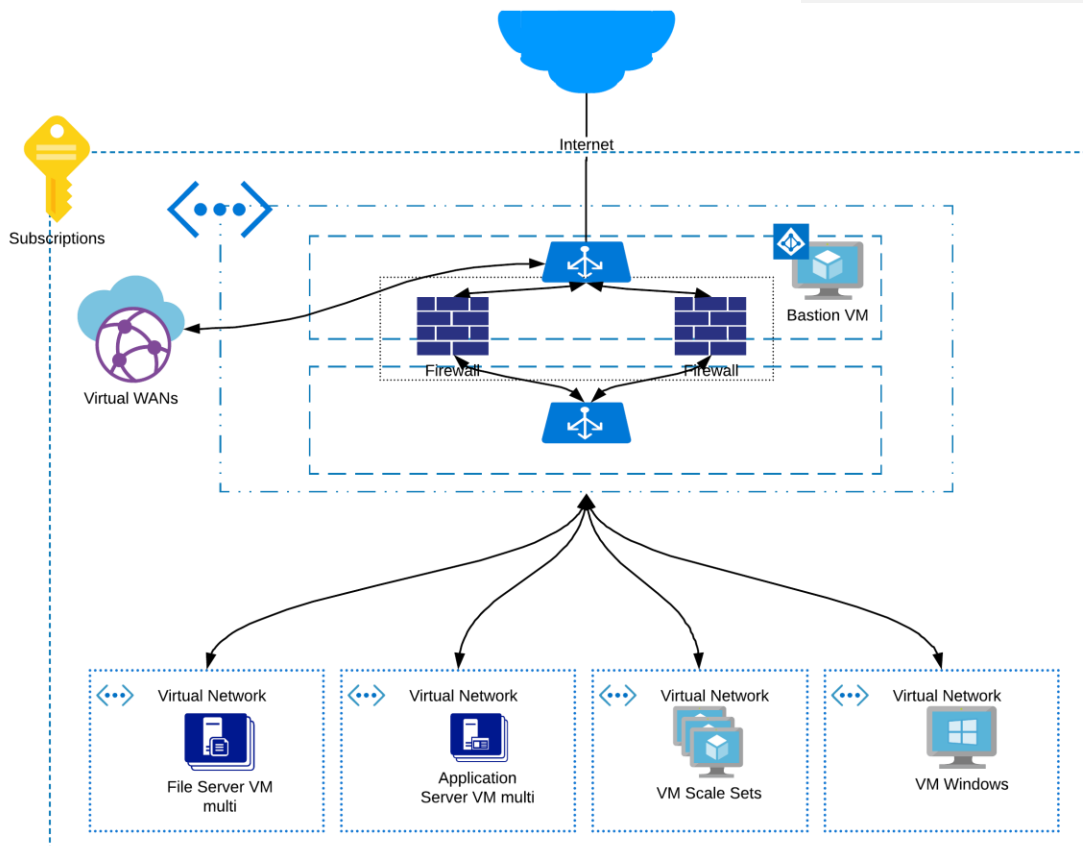 Internet
Subscriptions
Bastion VM
Firewall
Firewall
Virtual WANs
Virtual Network
File Server VM
multi
Virtual Network
Application
Server VM multi
Virtual Network
VM Scale Sets
Virtual Network
VM Windows